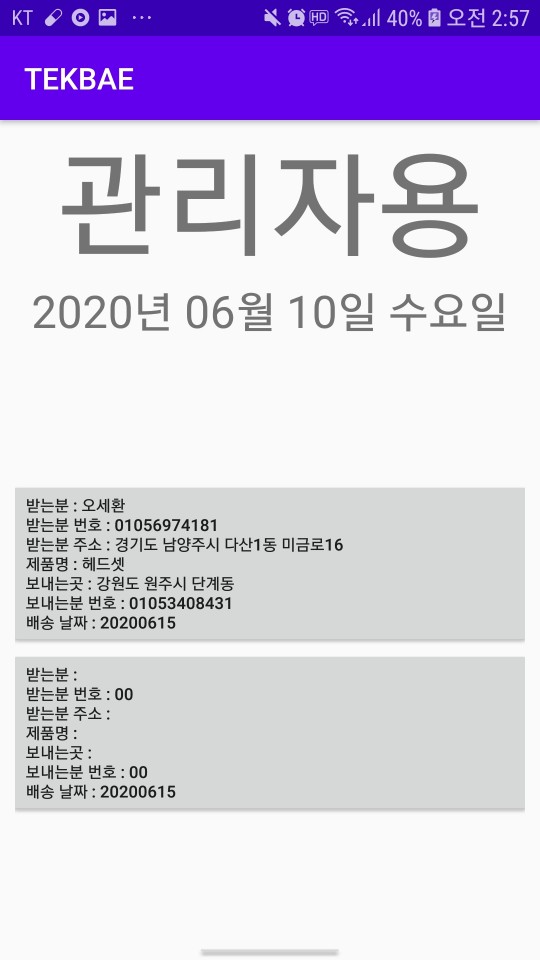 KT ··· HD 40% 오전 2:57
TEKBAE
관리자용
2020년 06월 10일 수요일
받는분 : 오세환
받는분 번호 : 01056974181
받는분 주소 : 경기도 남양주시 다산1동 미금로16
제품명 : 헤드셋
보내는곳 : 강원도 원주시 단계동
보내는분 번호 : 01053408431
배송 날짜 : 20200615
받는분 :
받는분 번호 : 00
받는분 주소 :
제품명 :
보내는곳 :
보내는분 번호 : 00
배송 날짜 : 20200615